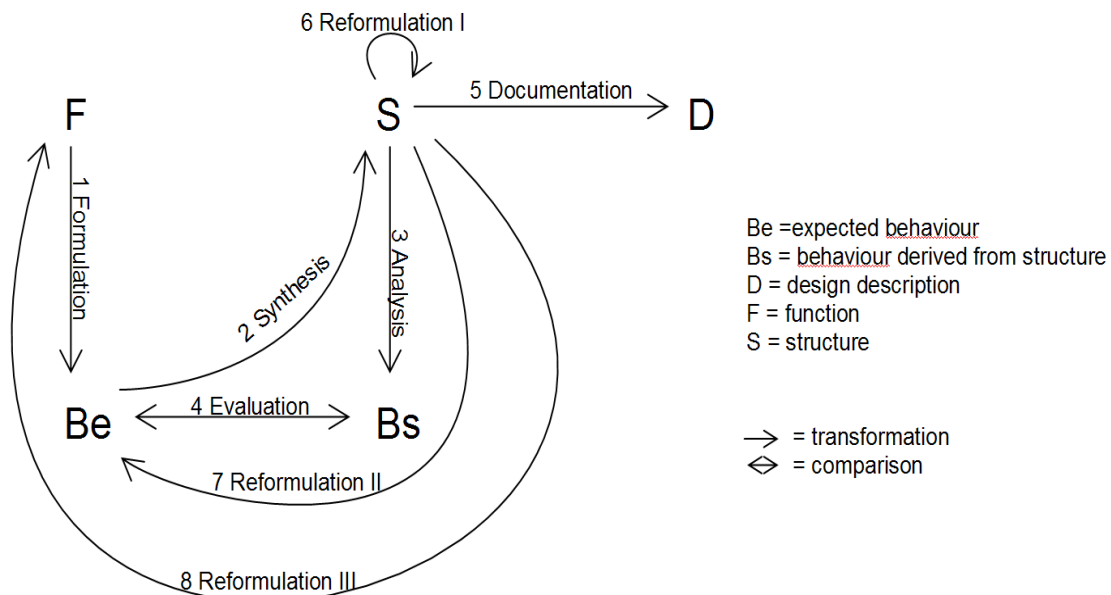 6 Reformulation I
5 Documentation
F
S
D
1 Formulation
2 Synthesis
3 Analysis
Be =expected behaviour
Bs = behaviour derived from structure
D = design description
F = function
S = structure
Be
4 Evaluation
Bs
= transformation
= comparison
7 Reformulation II
8 Reformulation III